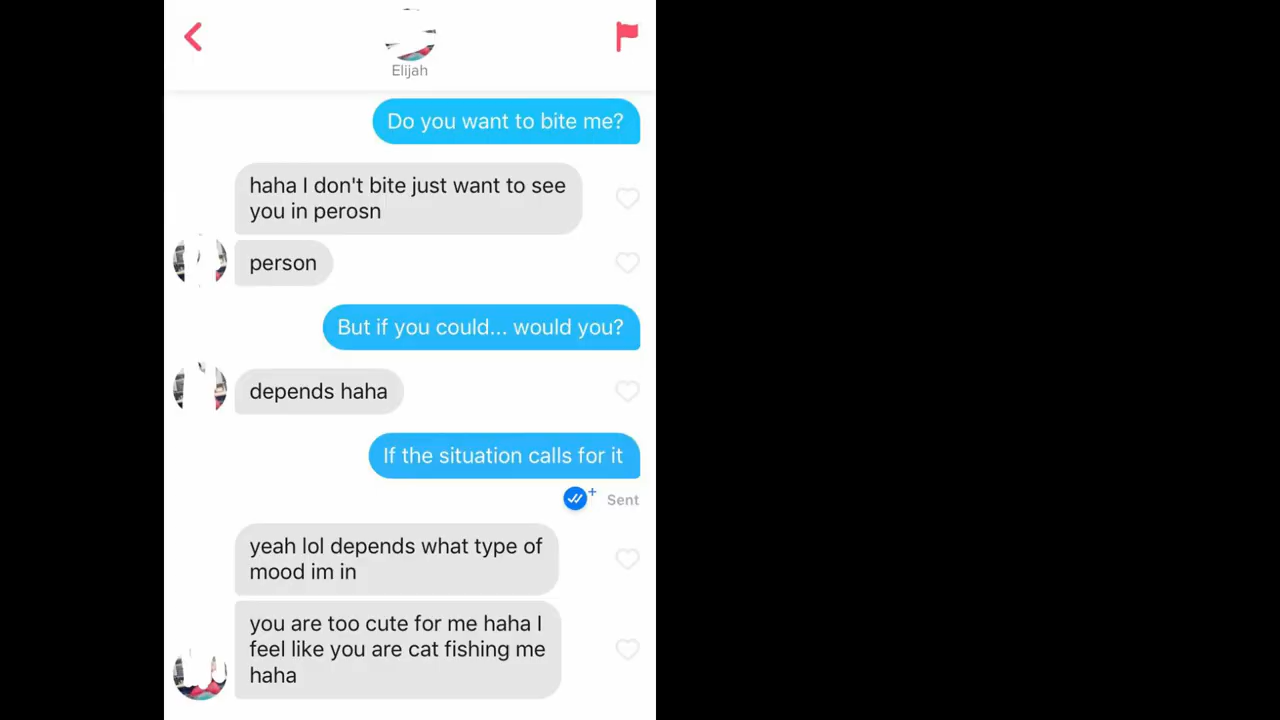 Elijah
Do you want to bite me?
haha I don't bite just want to see
you in perosn
person
But if you could... would you?
depends haha
If the situation calls for it
Sent
yeah lol depends what type of
mood im in
you are too cute for me haha I
feel like you are cat fishing me
haha